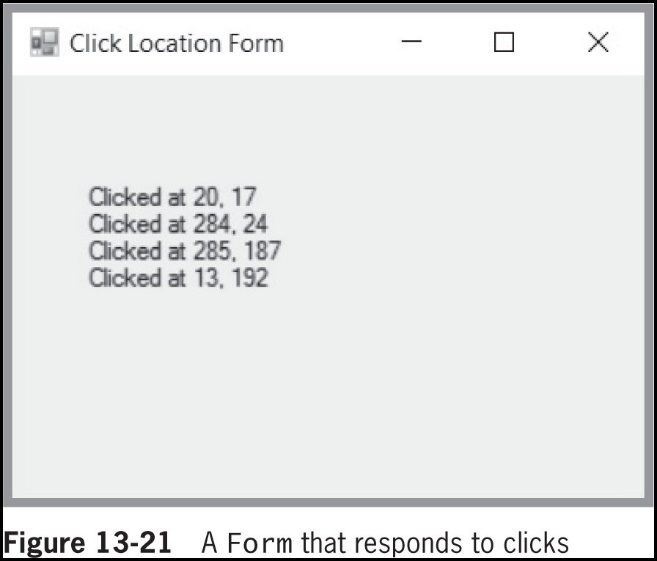 Click Location Form
Clicked at 20, 17
Clicked at 284, 24
Clicked at 285, 187
Clicked at 13, 192
Figure 13-21 A Form that responds to clicks